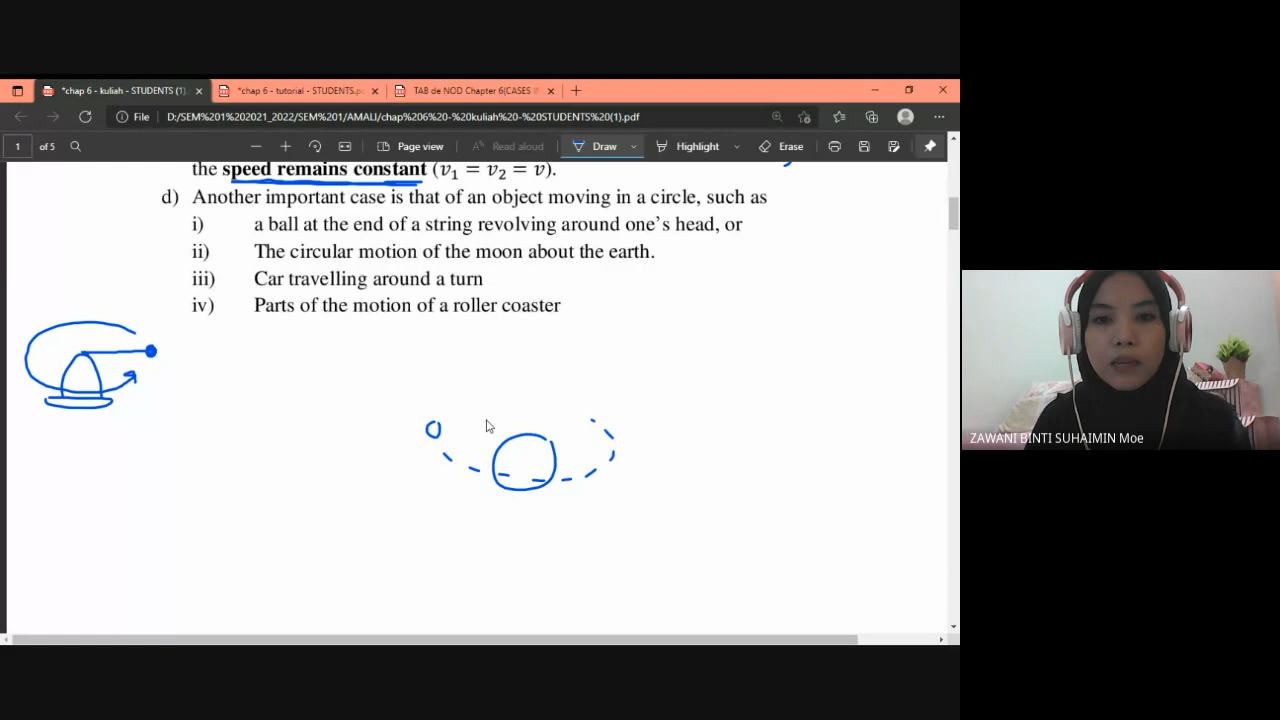 *chap 6 - kuliah - STUDENTS (1).
*chap 6 - tutorial - STUDENTS.p
TAB de NOD Chapter 6(CASES
File D:/SEM%201%202021_2022/SEM%201/AMALI/chap%206%20-%20kuliah%20-%20STUDENTS%20(1).pdf
1 of 5 Page view Read aloud Draw Highlight Erase
the speed remains constant (v₁ = v₂ = v).
d) Another important case is that of an object moving in a circle, such as
i) a ball at the end of a string revolving around one’s head, or
ii) The circular motion of the moon about the earth.
iii) Car travelling around a turn
iv) Parts of the motion of a roller coaster
ZAWANI BINTI SUHAIMIN Moe